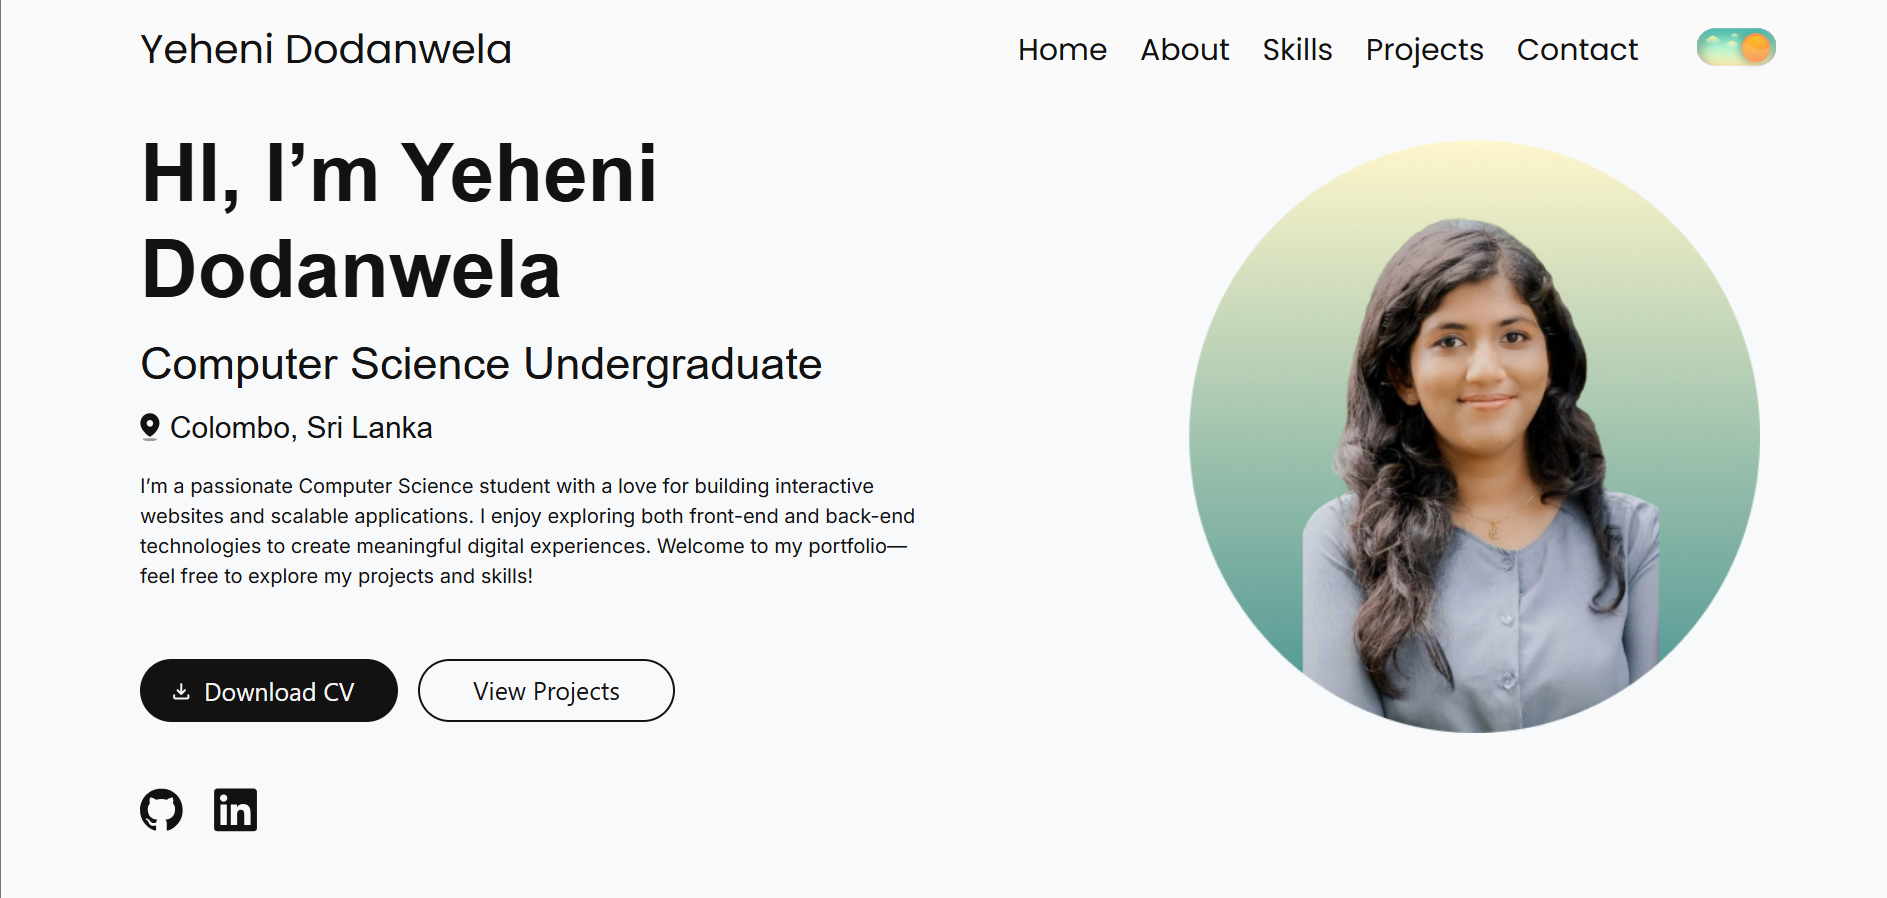 Yeheni Dodanwela
Home About Skills Projects Contact
HI, I’m Yeheni
Dodanwela
Computer Science Undergraduate
Colombo, Sri Lanka
I’m a passionate Computer Science student with a love for building interactive
websites and scalable applications. I enjoy exploring both front-end and back-end
technologies to create meaningful digital experiences. Welcome to my portfolio—
feel free to explore my projects and skills!
Download CV
View Projects
in